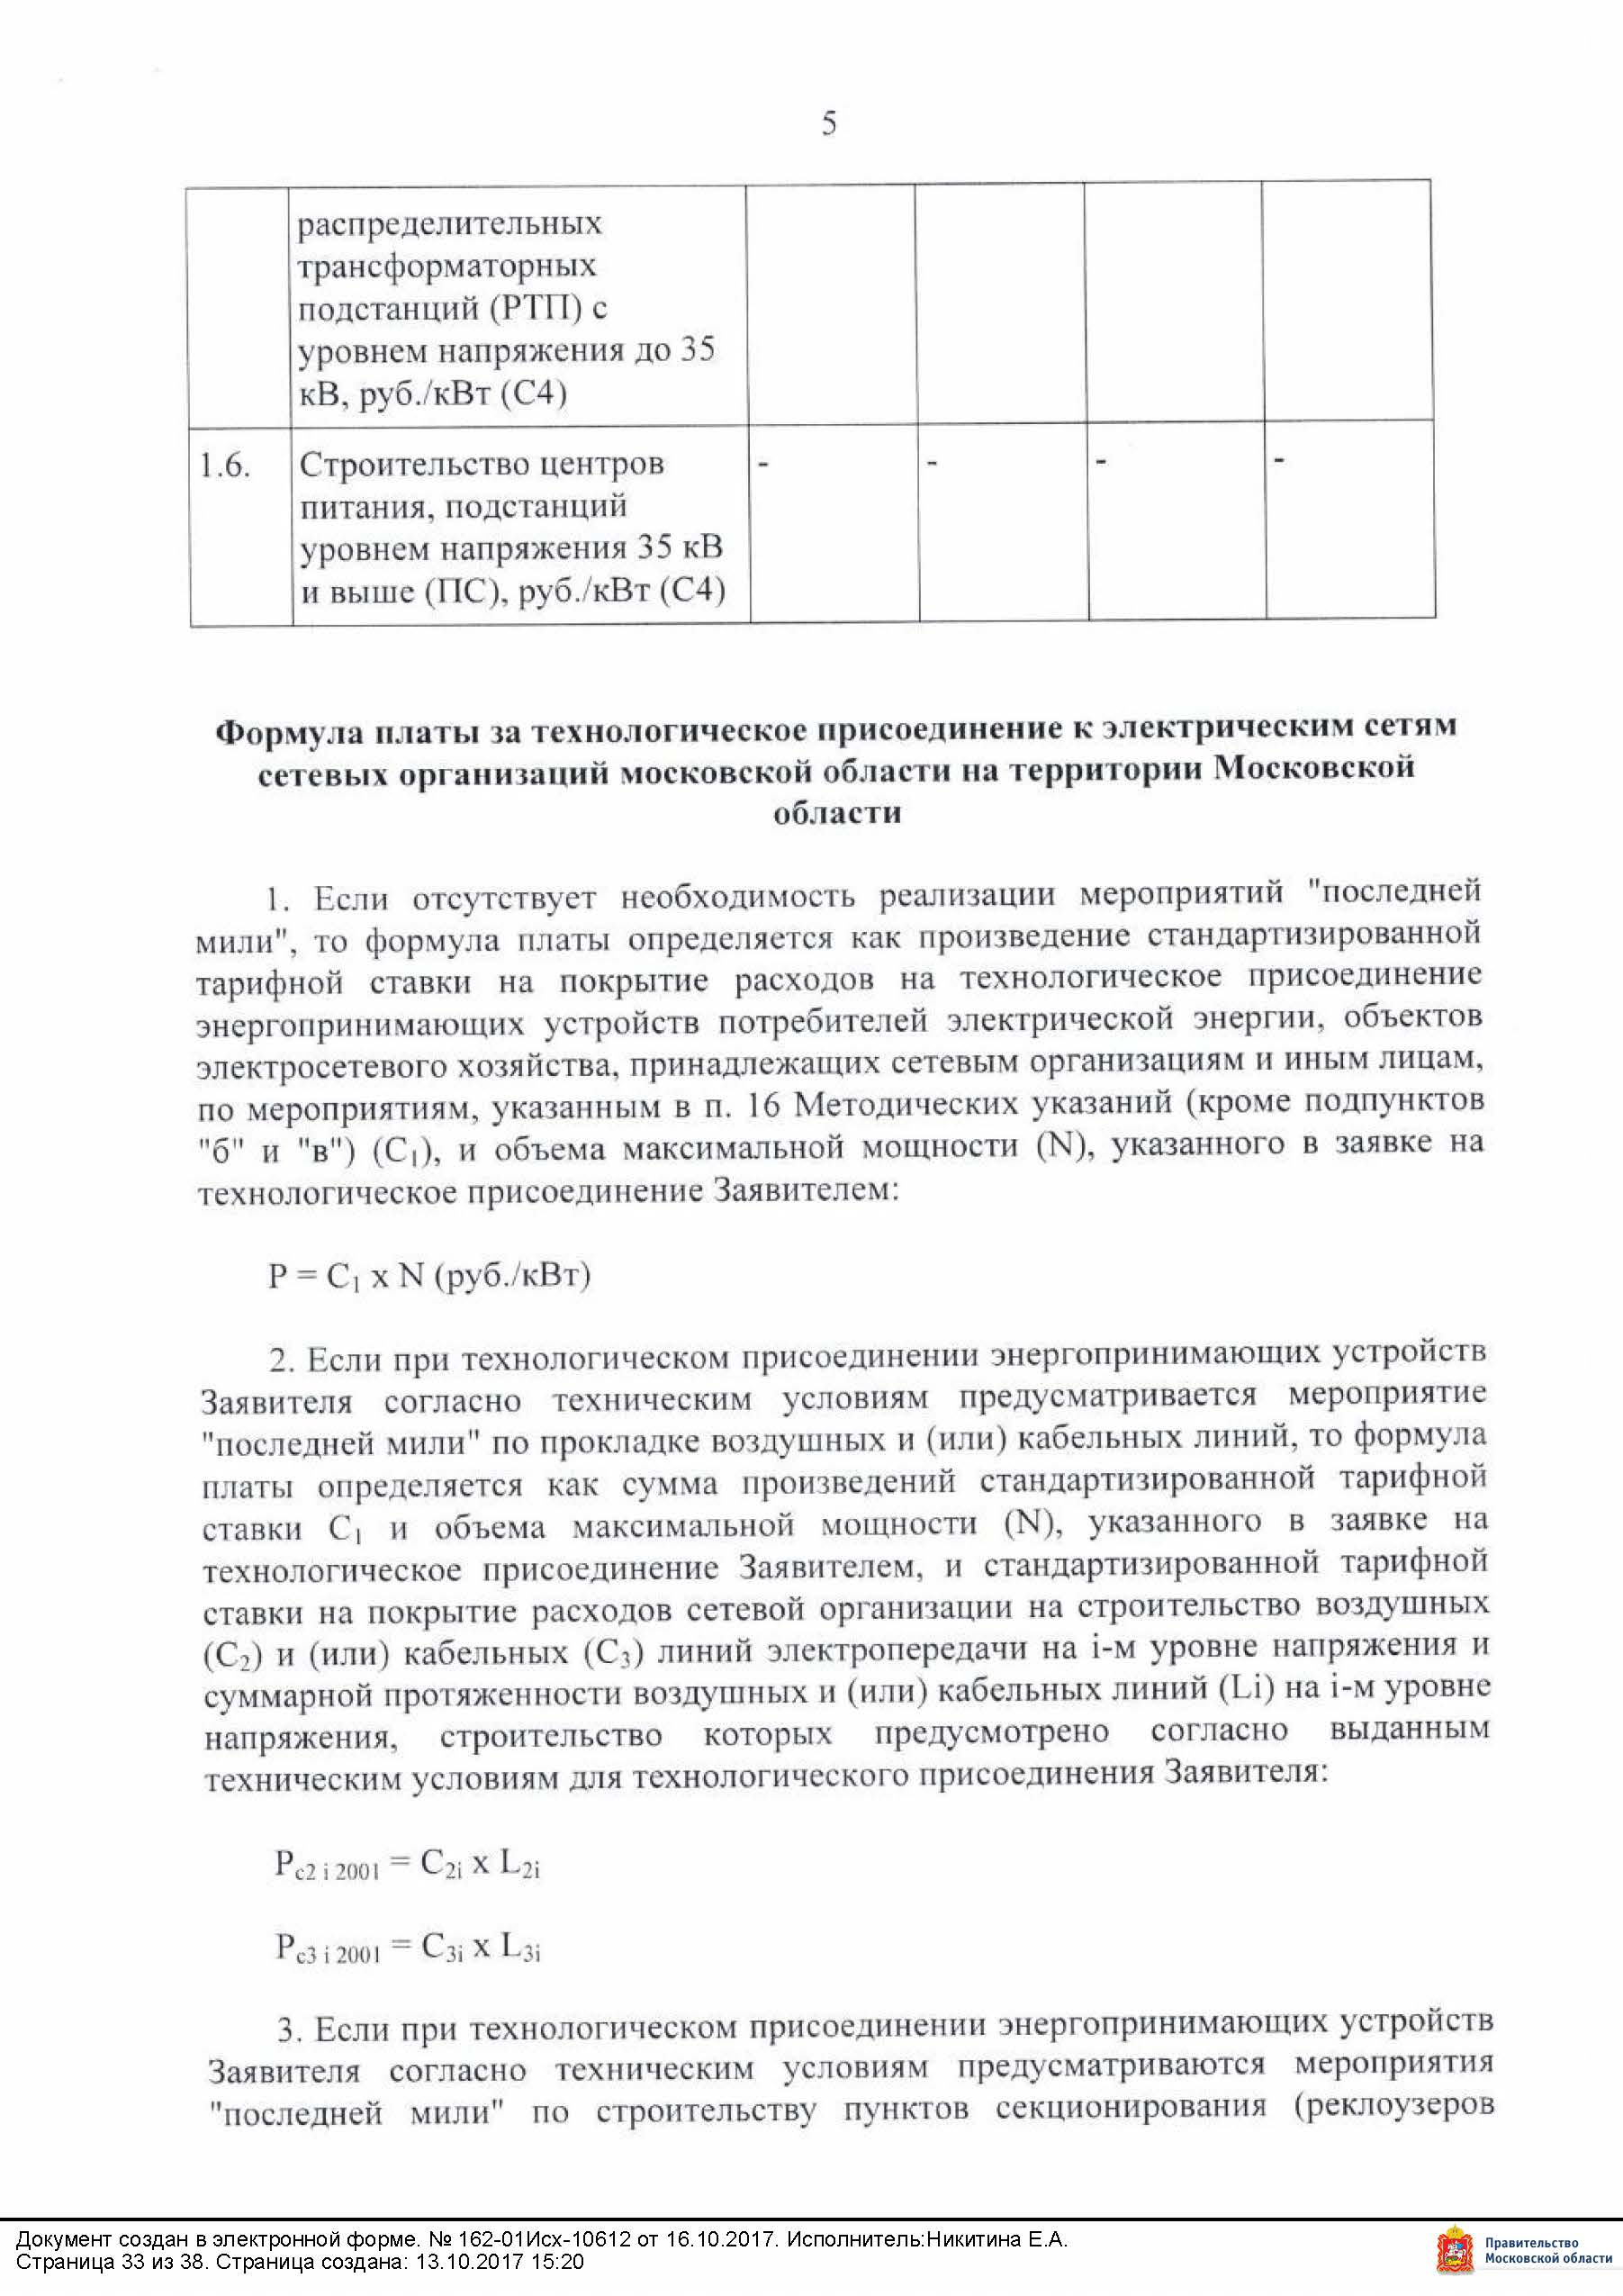 5
распределительных
трансформаторных
подстанций (РТП) с
уровнем напряжения до 35
кВ, руб./кВт (С4)
1.6. Строительство центров - - - -
питания, подстанций
уровнем напряжения 35 кВ
и выше (ПС), руб./кВт (С4)
Формула платы за технологическое присоединение к электрическим сетям
сетевых организаций московской области на территории Московской
области
1. Если отсутствует необходимость реализации мероприятий "последней
мили", то формула платы определяется как произведение стандартизированной
тарифной ставки на покрытие расходов на технологическое присоединение
энергопринимающих устройств потребителей электрической энергии, объектов
электросетевого хозяйства, принадлежащих сетевым организациям и иным лицам,
по мероприятиям, указанным в п. 16 Методических указаний (кроме подпунктов
"б" и "в") (С₁), и объема максимальной мощности (N), указанного в заявке на
технологическое присоединение Заявителем:
Р = С₁ х N (руб./кВт)
2. Если при технологическом присоединении энергопринимающих устройств
Заявителя согласно техническим условиям предусматривается мероприятие
"последней мили" по прокладке воздушных и (или) кабельных линий, то формула
платы определяется как сумма произведений стандартизированной тарифной
ставки С₁ и объема максимальной мощности (N), указанного в заявке на
технологическое присоединение Заявителем, и стандартизированной тарифной
ставки на покрытие расходов сетевой организации на строительство воздушных
(С₂) и (или) кабельных (С₃) линий электропередачи на i-м уровне напряжения и
суммарной протяженности воздушных и (или) кабельных линий (Li) на i-м уровне
напряжения, строительство которых предусмотрено согласно выданным
техническим условиям для технологического присоединения Заявителя:
Рс2 i 2001 = С2i х L2i
Рс3 i 2001 = С3i х L3i
3. Если при технологическом присоединении энергопринимающих устройств
Заявителя согласно техническим условиям предусматриваются мероприятия
"последней мили" по строительству пунктов секционирования (реклоузеров
Документ создан в электронной форме. № 162-01Исх-10612 от 16.10.2017. Исполнитель:Никитина Е.А.
Страница 33 из 38. Страница создана: 13.10.2017 15:20
Правительство
Московской области